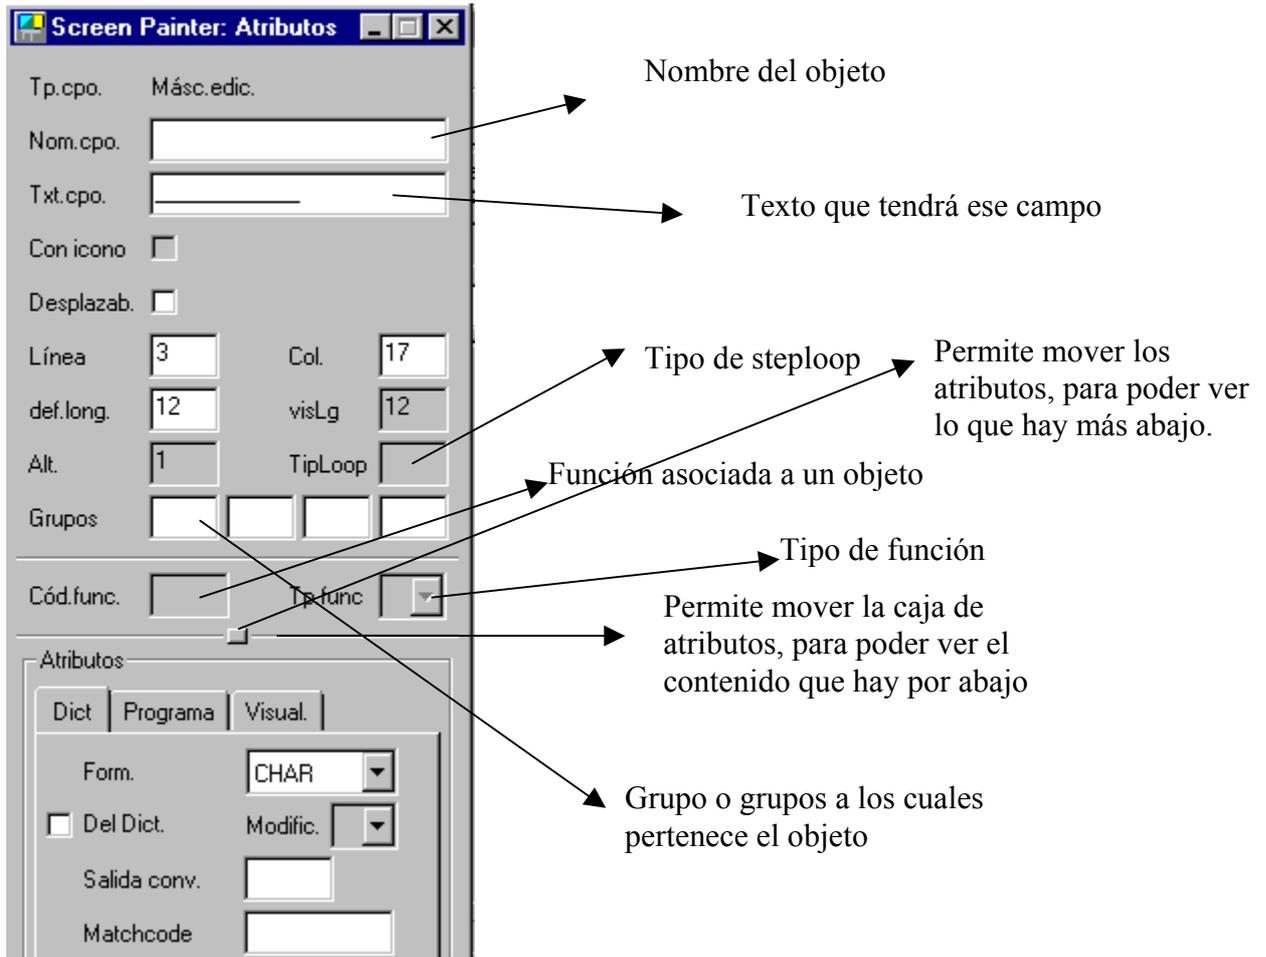 Screen Painter: Atributos
Tp.cpo. Másc.edic.
Nom.cpo.
Txt.cpo.
Con icono
Desplazab.
Línea 3 Col. 17
def.long. 12 visLg 12
Alt. 1 TipLoop
Grupos
Cód.func. Tp.func
Atributos
Dict Programa Visual.
Form. CHAR
Del Dict. Modific.
Salida conv.
Matchcode
Nombre del objeto
Texto que tendrá ese campo
Tipo de steploop
Permite mover los
atributos, para poder ver
lo que hay más abajo.
Función asociada a un objeto
Tipo de función
Permite mover la caja de
atributos, para poder ver el
contenido que hay por abajo
Grupo o grupos a los cuales
pertenece el objeto